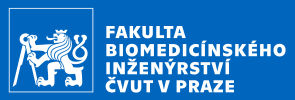 FAKULTA
BIOMEDICÍNSKÉHO
INŽENÝRSTVÍ
ČVUT V PRAZE